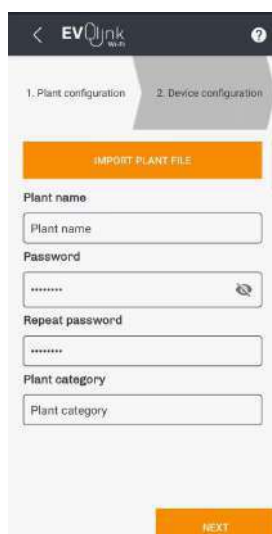 EVOlink
Wi-Fi
1. Plant configuration
2. Device configuration
IMPORT PLANT FILE
Plant name
Plant name
Password
••••••••
Repeat password
••••••••
Plant category
Plant category
NEXT